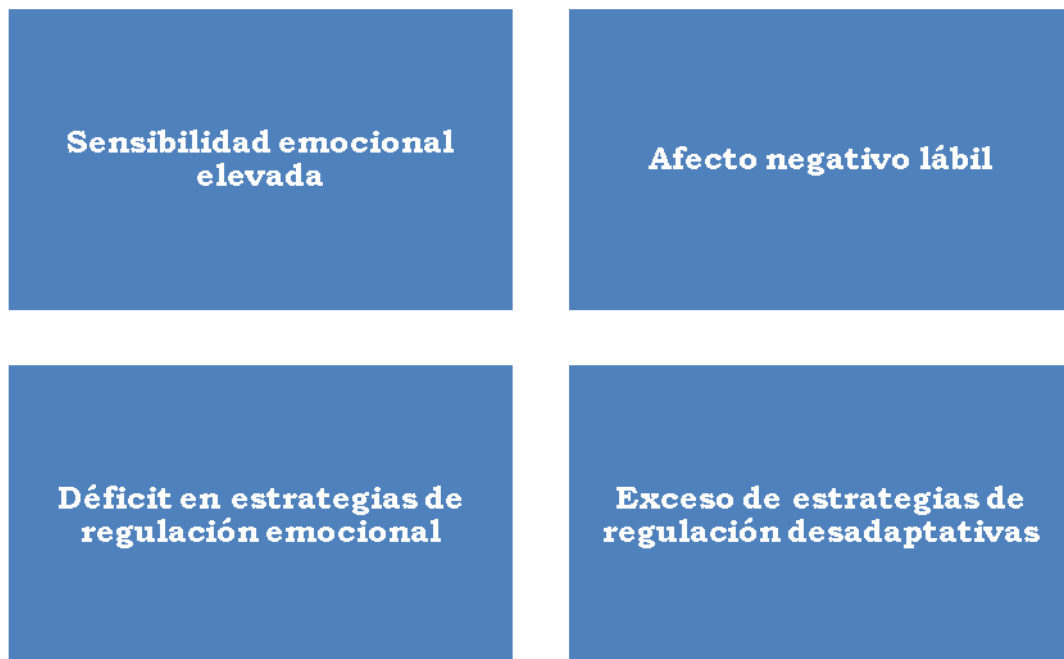 Sensibilidad emocional
elevada
Afecto negativo lábil
Déficit en estrategias de
regulación emocional
Exceso de estrategias de
regulación desadaptativas